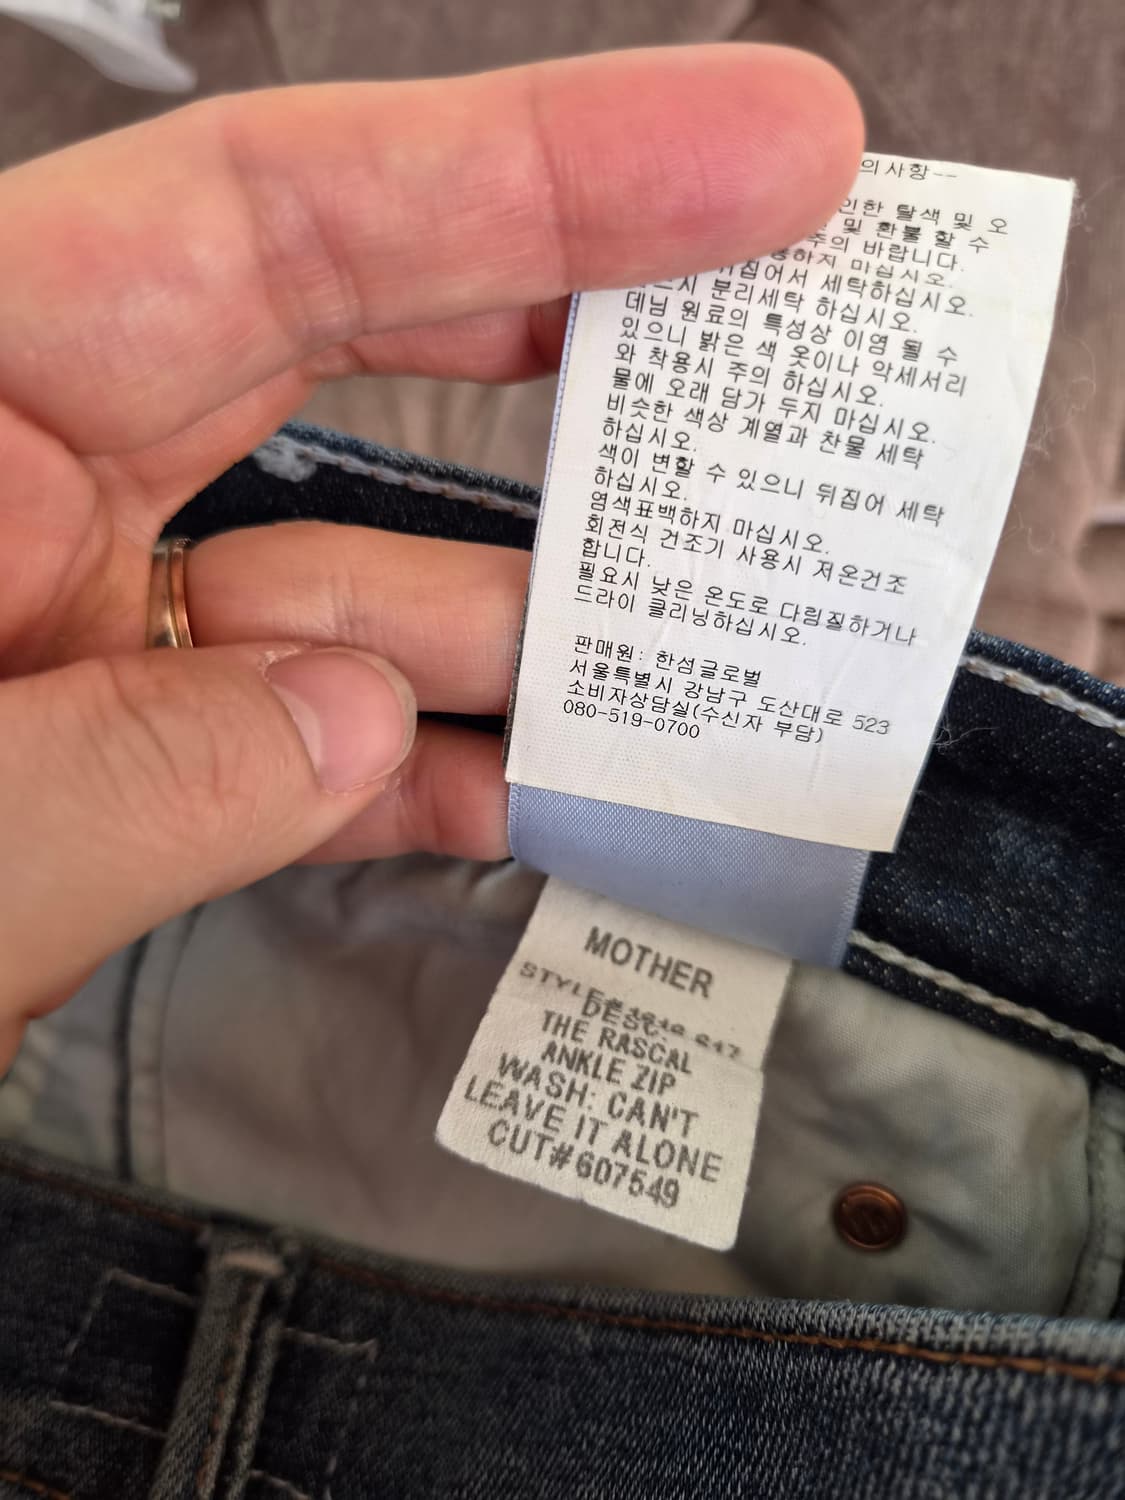 의사항--
인한 탈색 및 오
및 환불 할 수
주의 바랍니다.
하지 마십시오.
뒤집어서 세탁하십시오.
시 분리세탁 하십시오.
데님 원료의 특성상 이염 될 수
있으니 밝은 색 옷이나 악세서리
와 착용시 주의 하십시오.
물에 오래 담가 두지 마십시오.
비슷한 색상 계열과 찬물 세탁
하십시오.
색이 변할 수 있으니 뒤집어 세탁
하십시오.
염색표백하지 마십시오.
회전식 건조기 사용시 저온건조
합니다.
필요시 낮은 온도로 다림질하거나
드라이 클리닝하십시오.
판매원: 한섬글로벌
서울특별시 강남구 도산대로 523
소비자상담실(수신자 부담)
080-519-0700
MOTHER
STYLE#
DESC:
THE RASCAL
ANKLE ZIP
WASH: CAN'T
LEAVE IT ALONE
CUT#607549